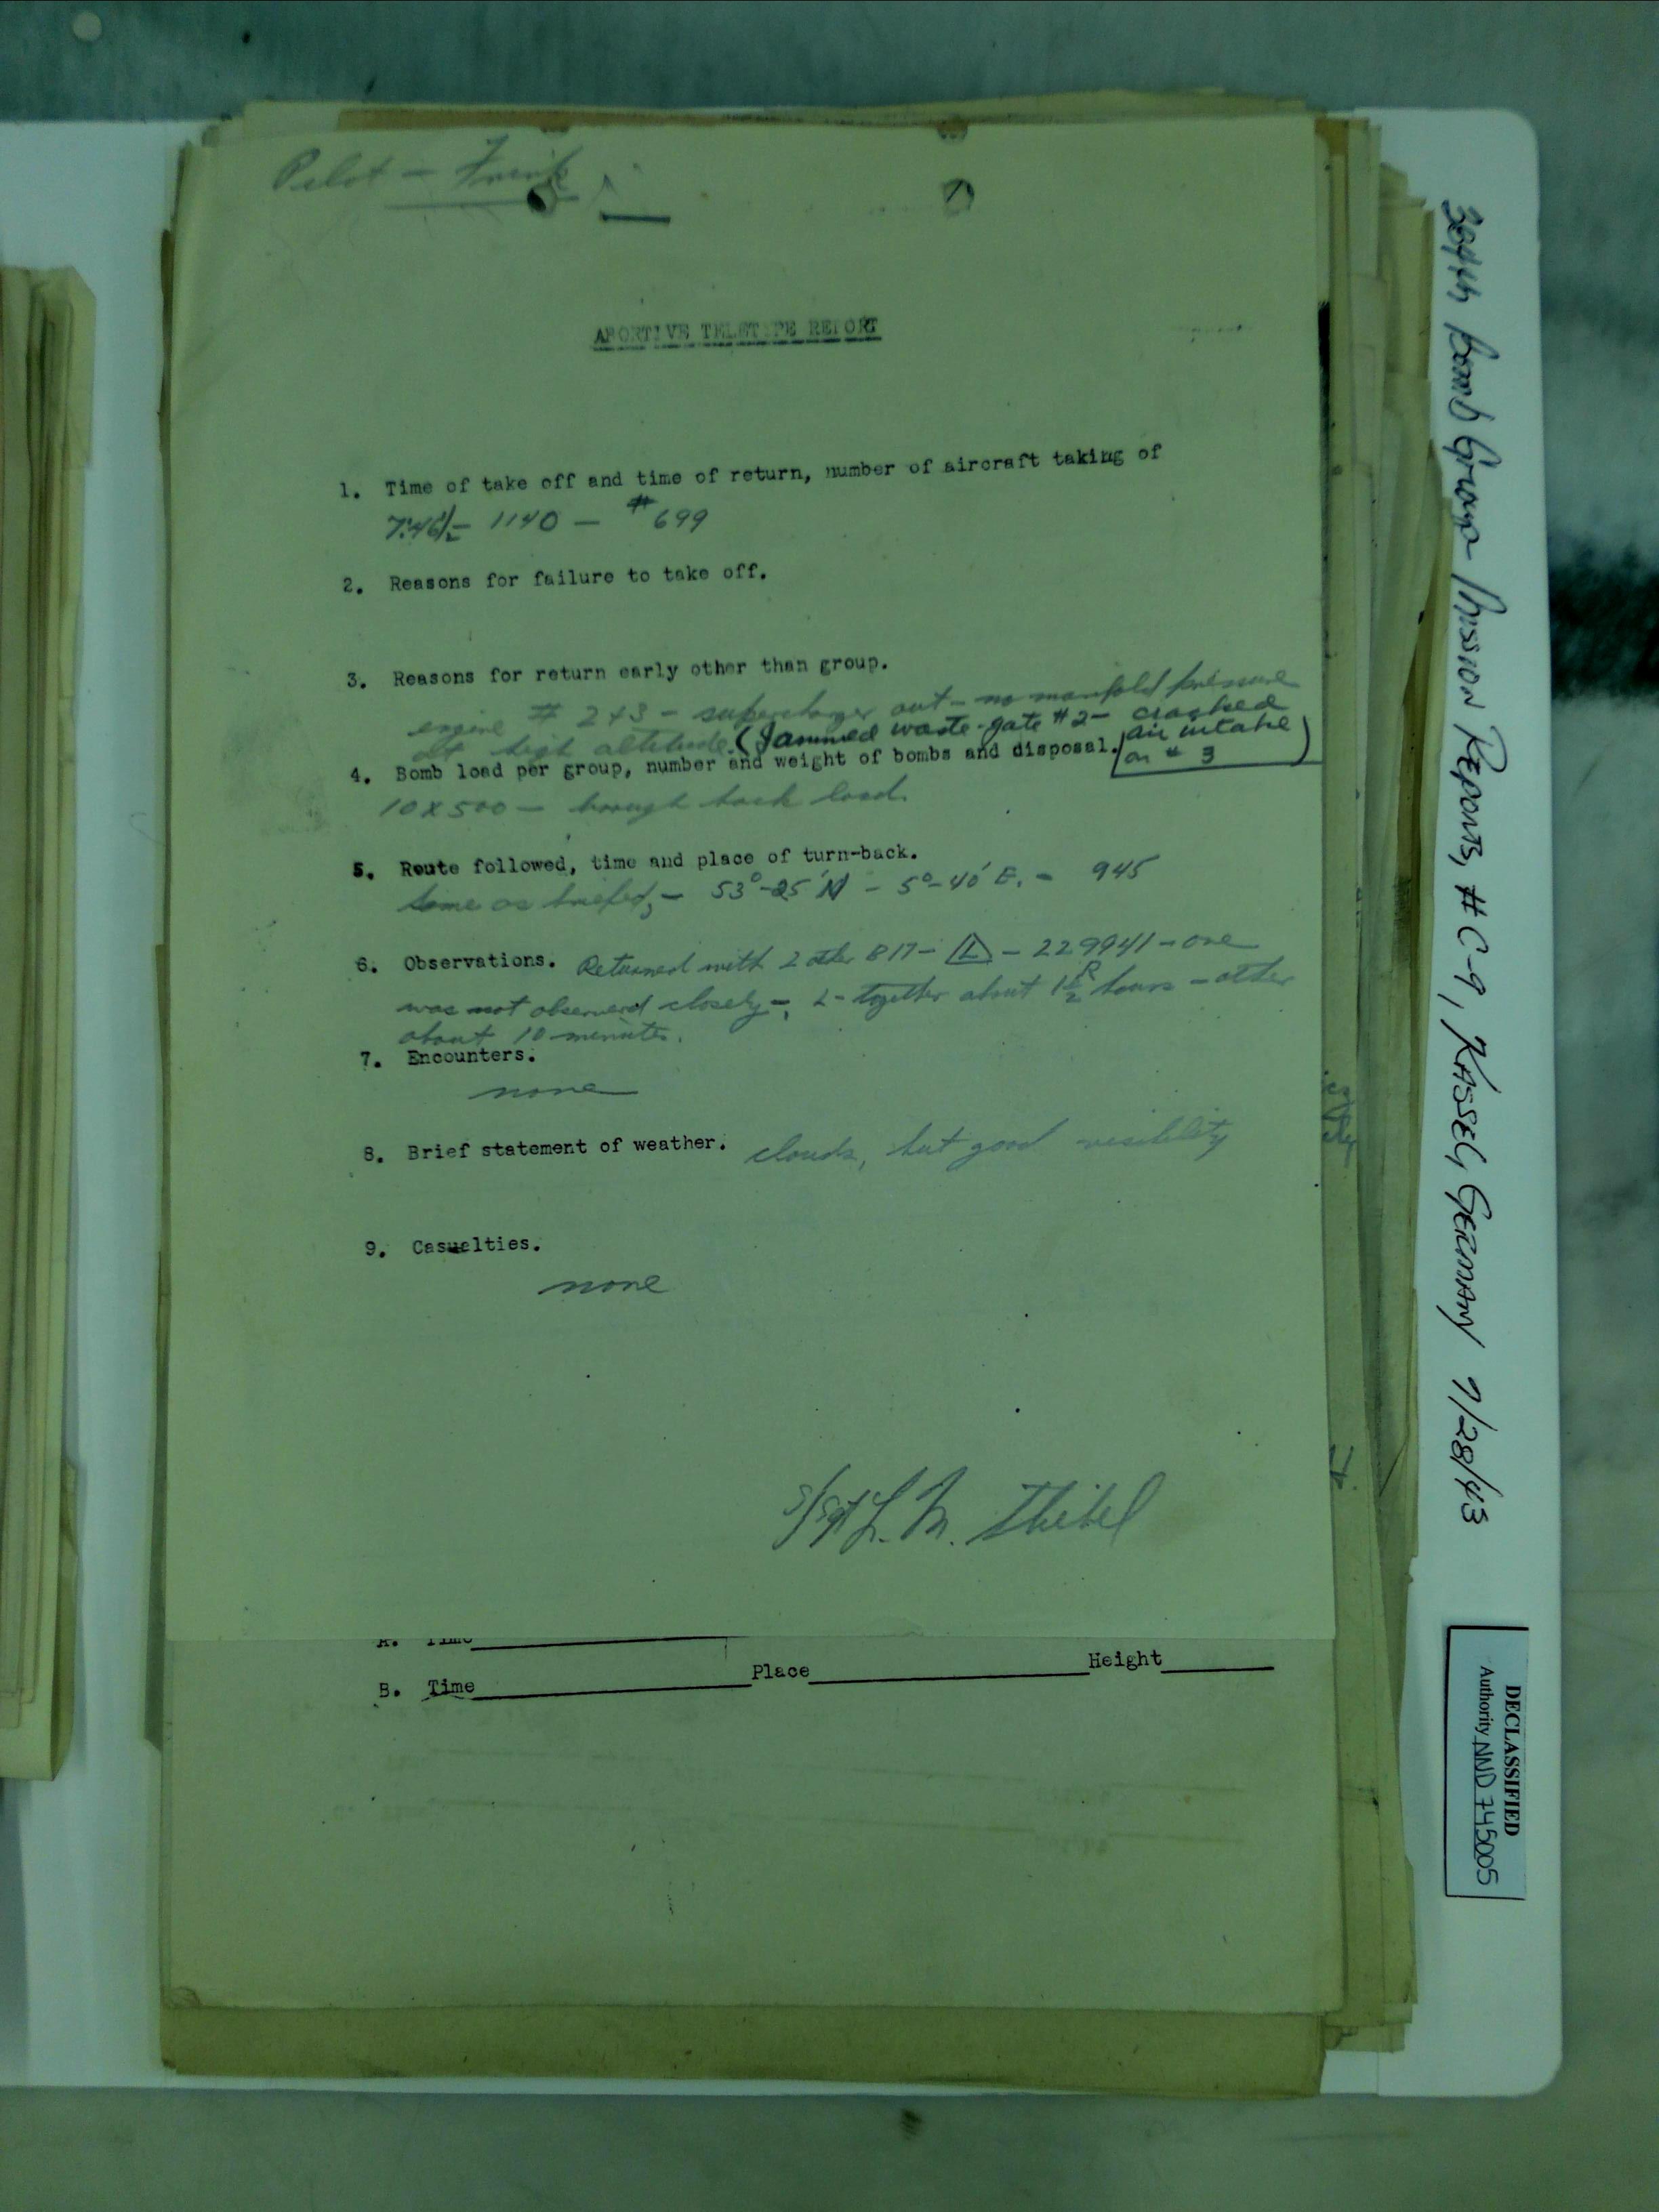 Pilot - Frink
ABORTIVE TELETYPE REPORT
1. Time of take off and time of return, number of aircraft taking of
7:46 - 1140 - # 699
2. Reasons for failure to take off.
3. Reasons for return early other than group.
engine # 2+3 - supercharger out - no manifold pressure
at high altitude. (Jammed waste-gate #2 - cracked
air intake
on # 3)
4. Bomb load per group, number and weight of bombs and disposal.
10 x 500 - brough back load.
5. Route followed, time and place of turn-back.
Same as briefed, - 53°-25'N - 5°-40'E. - 945
6. Observations. Returned with 2 other B17 - L - 229941 - one
was not observed closely -, 2 - together about 1 1/2 hours - other
about 10 minutes.
7. Encounters.
none
8. Brief statement of weather. clouds, but good visibility
9. Casualties.
none
S/Sgt L. M.
A. Time
B. Time Place Height
384th Bomb Group - Mission Reports, #C-9, KASSEL, GERMANY 7/28/43
DECLASSIFIED
Authority NND 745005